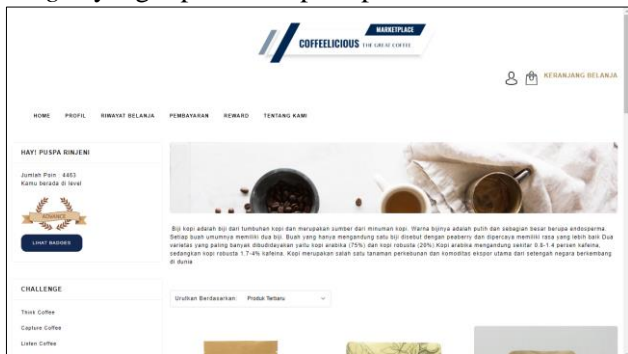 MARKETPLACE
COFFEELICIOUS THE GREAT COFFEE
KERANJANG BELANJA
HOME PROFIL RIWAYAT BELANJA PEMBAYARAN REWARD TENTANG KAMI
HAY! PUSPA RINJENI
Jumlah Poin : 4463
Kamu berada di level
ADVANCE
LIHAT BADGES
Biji kopi adalah biji dari tumbuhan kopi dan merupakan sumber dari minuman kopi. Warna bijinya adalah putih dan sebagian besar berupa endosperma.
Setiap buah umumnya memiliki dua biji. Buah yang hanya mengandung satu biji disebut dengan peaberry dan dipercaya memiliki rasa yang lebih baik Dua
varietas yang paling banyak dibudidayakan yaitu kopi arabika (75%) dan kopi robusta (20%) Kopi arabika mengandung sekitar 0.8-1.4 persen kafeina,
sedangkan kopi robusta 1.7-4% kafeina. Kopi merupakan salah satu tanaman perkebunan dan komoditas ekspor utama dari setengah negara berkembang
di dunia
CHALLENGE
Think Coffee
Capture Coffee
Listen Coffee
Urutkan Berdasarkan: Produk Terbaru